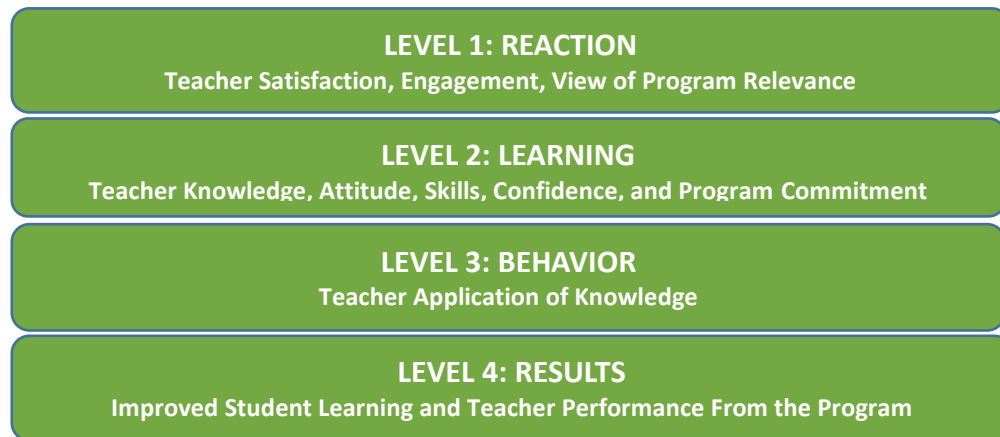 LEVEL 1: REACTION
Teacher Satisfaction, Engagement, View of Program Relevance
LEVEL 2: LEARNING
Teacher Knowledge, Attitude, Skills, Confidence, and Program Commitment
LEVEL 3: BEHAVIOR
Teacher Application of Knowledge
LEVEL 4: RESULTS
Improved Student Learning and Teacher Performance From the Program